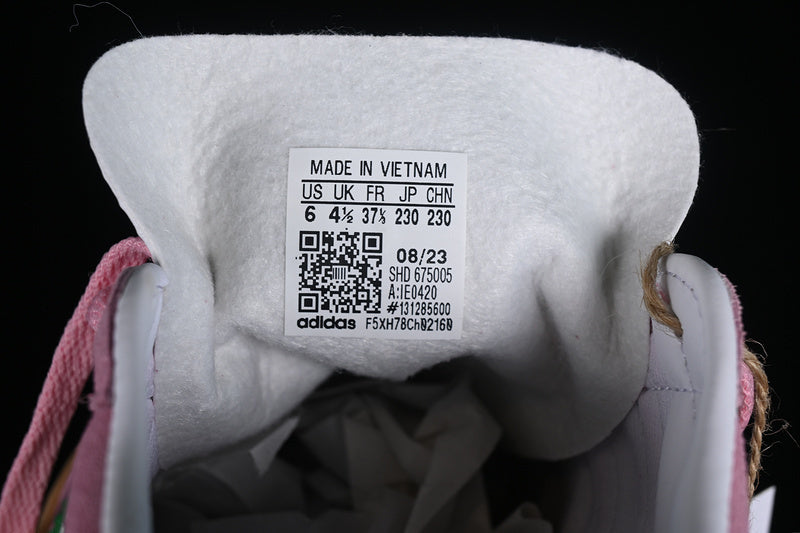 MADE IN VIETNAM
US UK FR JP CHN
6 4½ 37⅓ 230 230
08/23
SHD 675005
A:IE0420
#131285600
adidas F5XH78Ch02160